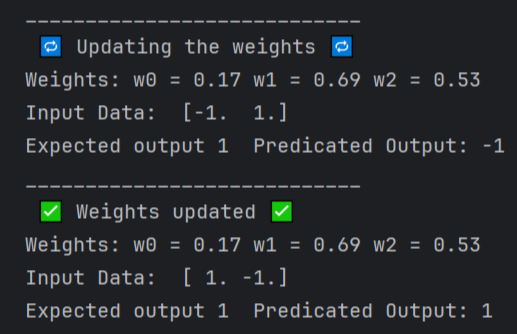 ____________________________
🔁 Updating the weights 🔁
Weights: w0 = 0.17 w1 = 0.69 w2 = 0.53
Input Data:  [-1.  1.]
Expected output 1  Predicated Output: -1
____________________________
✅ Weights updated ✅
Weights: w0 = 0.17 w1 = 0.69 w2 = 0.53
Input Data:  [ 1. -1.]
Expected output 1  Predicated Output: 1